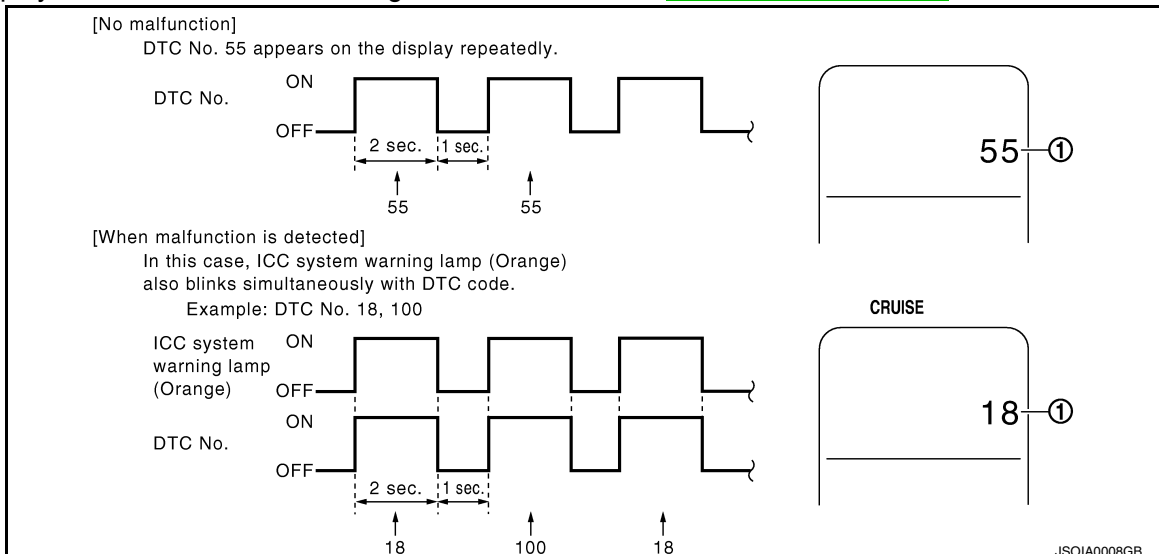 [No malfunction]
DTC No. 55 appears on the display repeatedly.
ON
DTC No.
OFF
2 sec.
1 sec.
55
55
55
①
[When malfunction is detected]
In this case, ICC system warning lamp (Orange)
also blinks simultaneously with DTC code.
Example: DTC No. 18, 100
CRUISE
ICC system
warning lamp
(Orange)
ON
OFF
ON
DTC No.
OFF
2 sec.
1 sec.
18
100
18
18
①
JSOIA0008GB